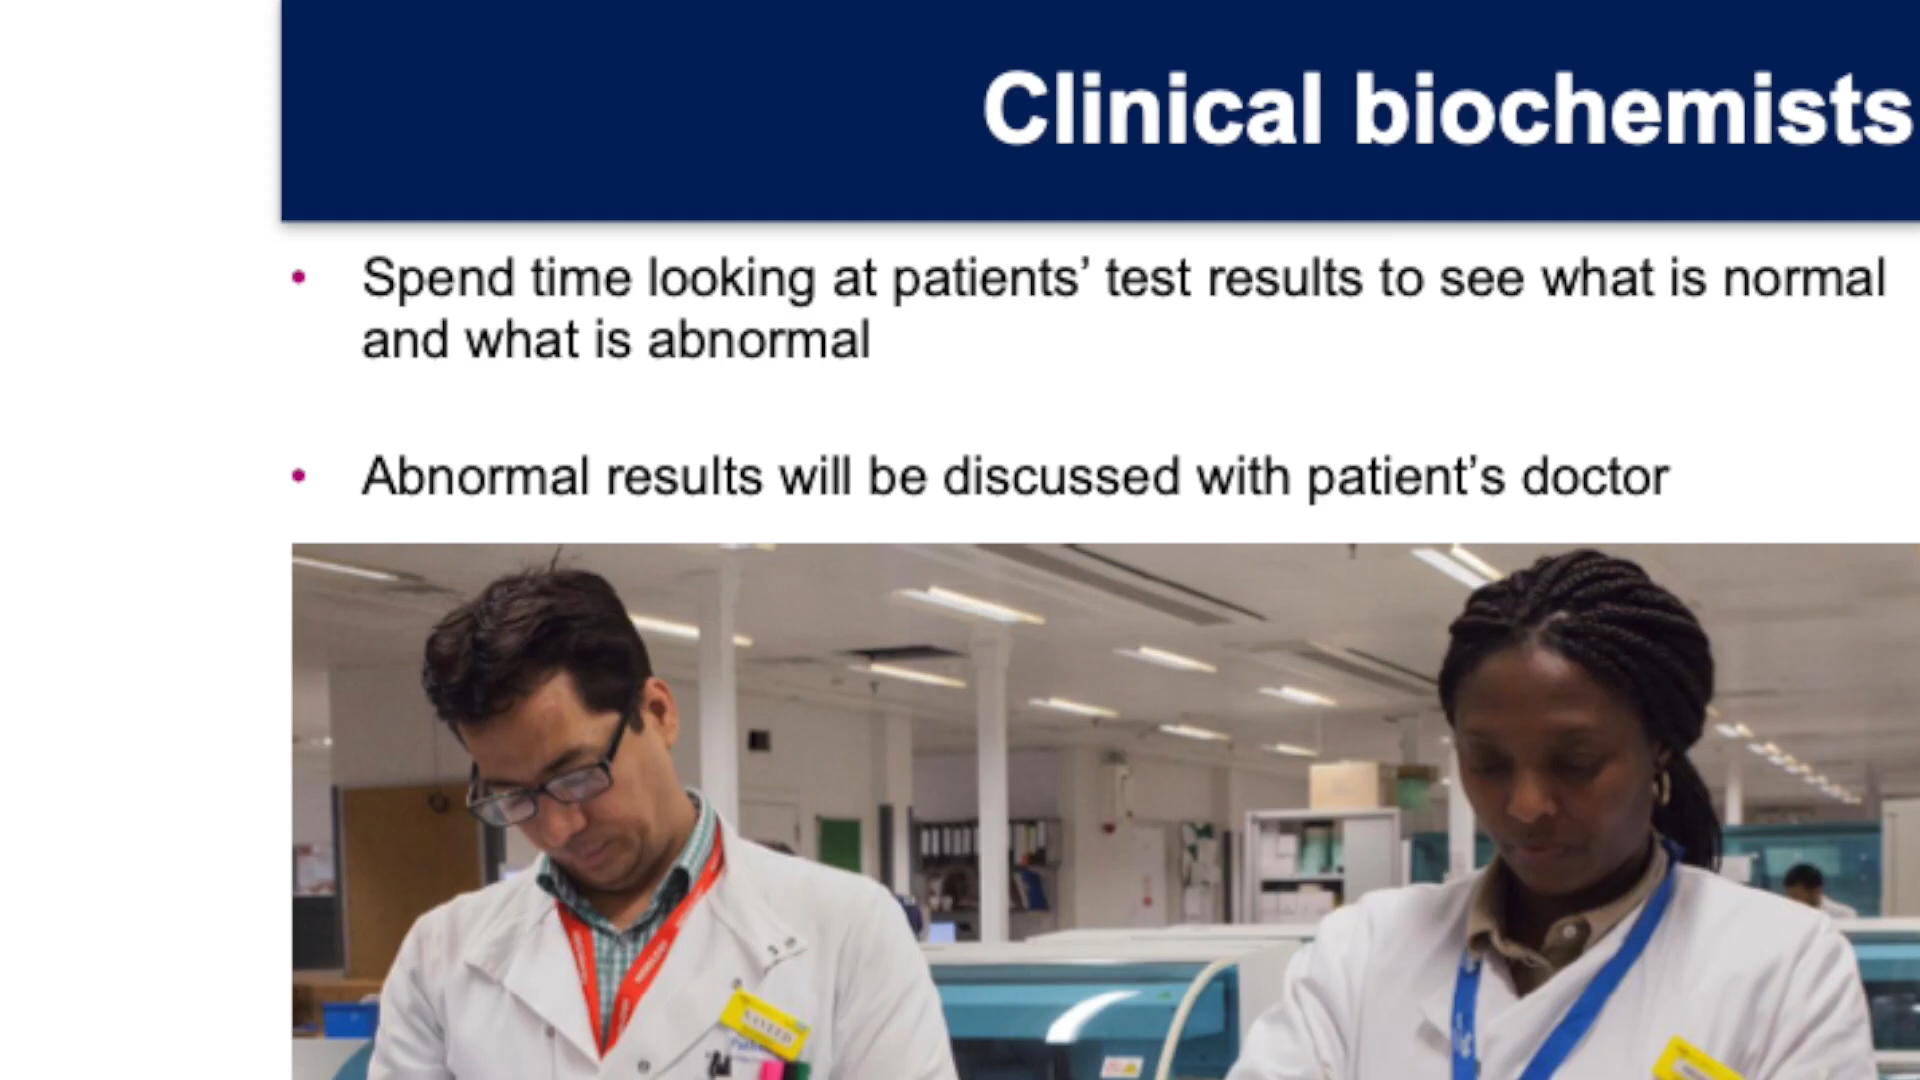 Clinical biochemists
• Spend time looking at patients’ test results to see what is normal
and what is abnormal
• Abnormal results will be discussed with patient’s doctor